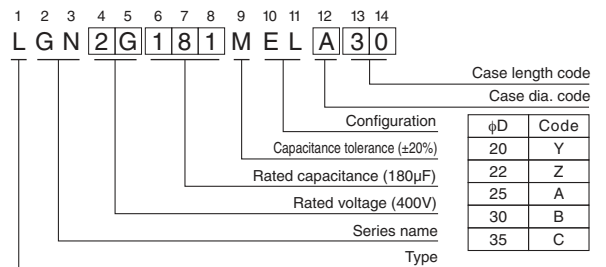 1 2 3 4 5 6 7 8 9 10 11 12 13 14
L G N 2 G 1 8 1 M E L A 3 0
Case length code
Case dia. code
Configuration
Capacitance tolerance (±20%)
Rated capacitance (180µF)
Rated voltage (400V)
Series name
Type
ϕD Code
20 Y
22 Z
25 A
30 B
35 C